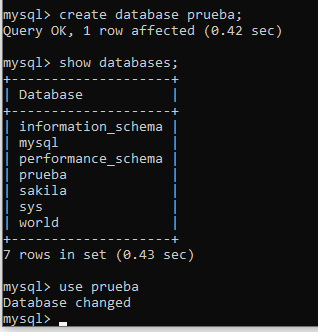 mysql> create database prueba;
Query OK, 1 row affected (0.42 sec)
mysql> show databases;
+--------------------+
| Database           |
+--------------------+
| information_schema |
| mysql              |
| performance_schema |
| prueba             |
| sakila             |
| sys                |
| world              |
+--------------------+
7 rows in set (0.43 sec)
mysql> use prueba
Database changed
mysql>